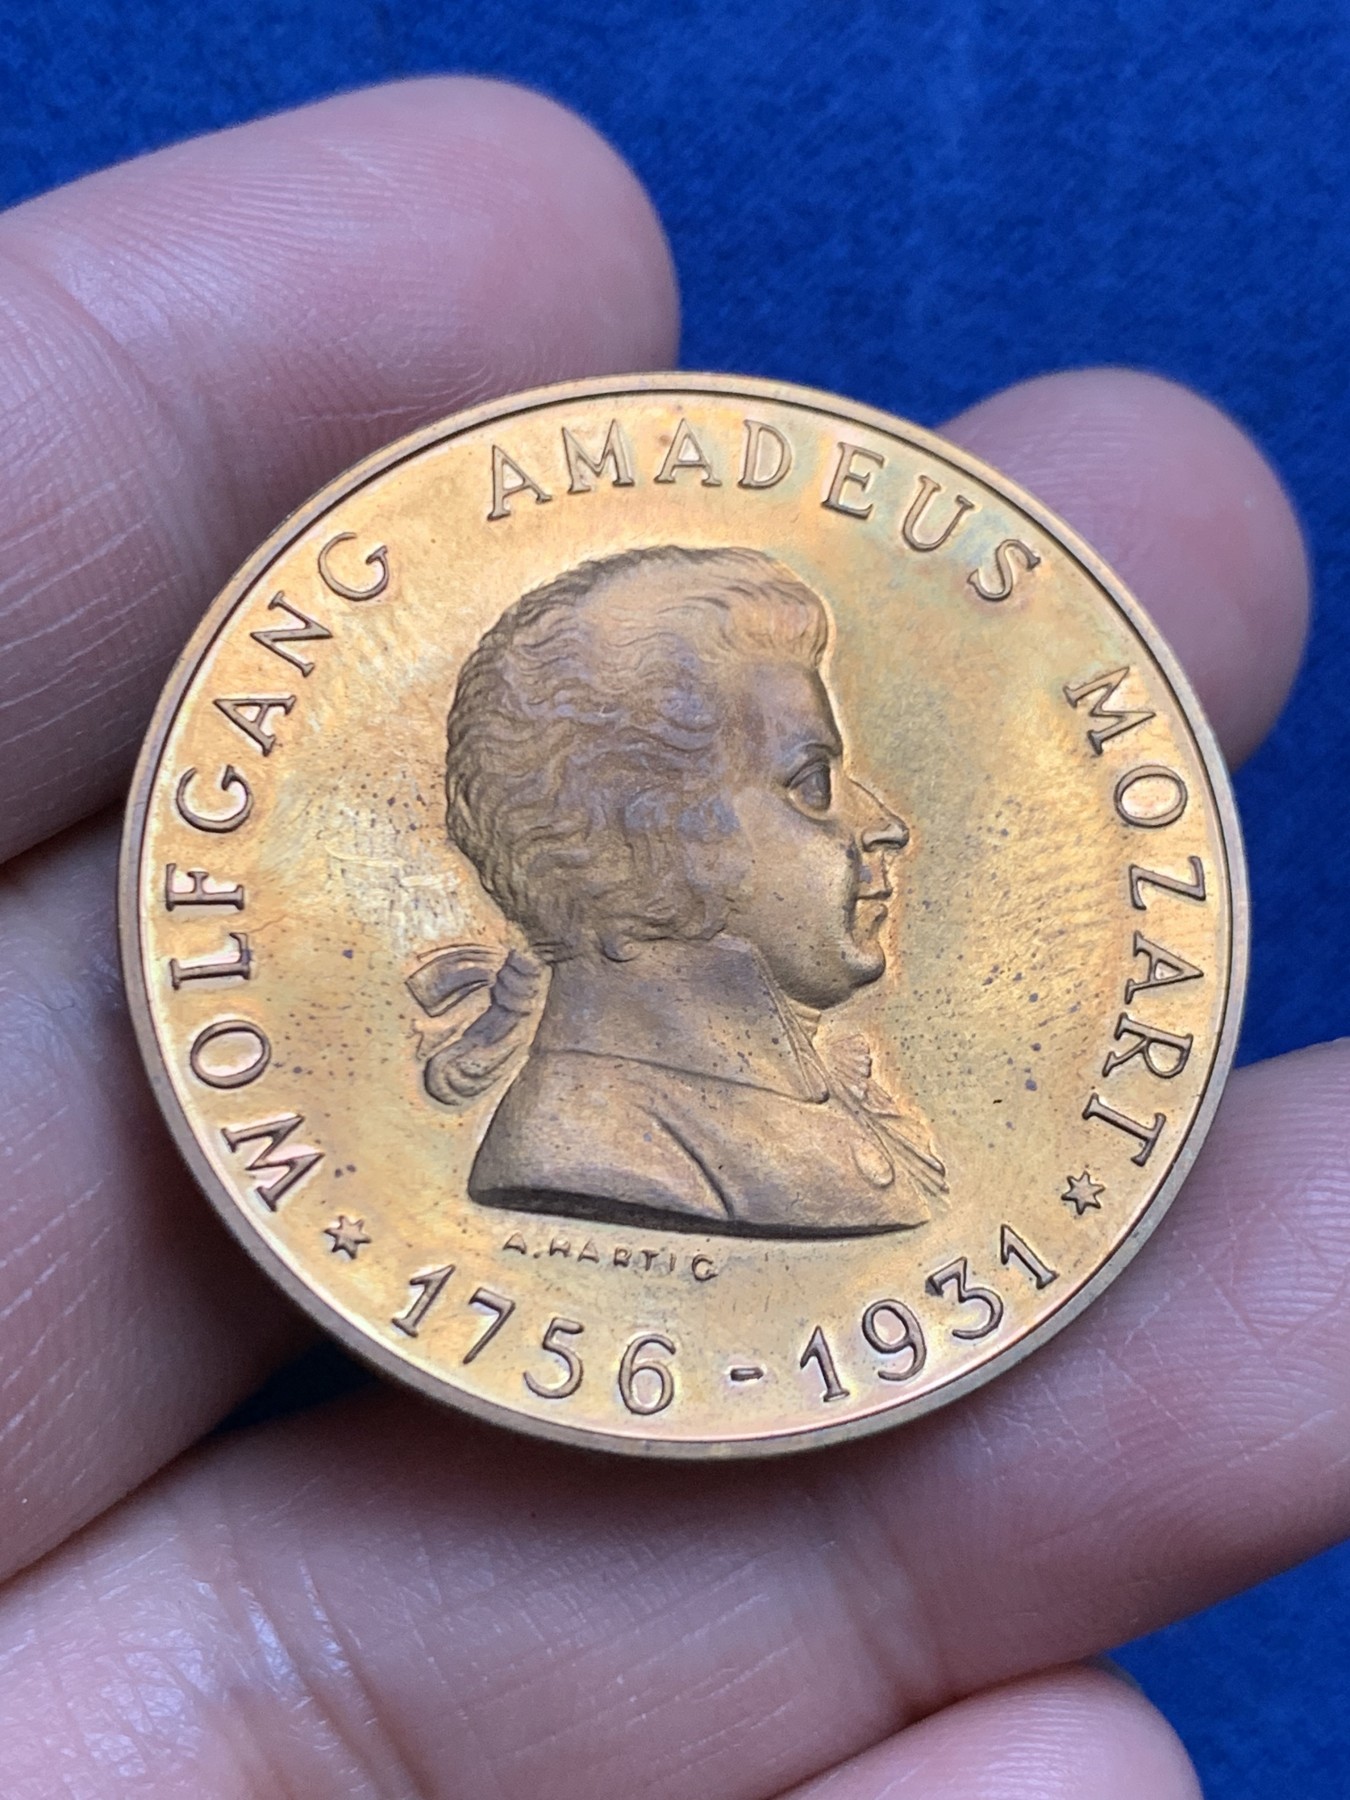 WOLFGANG AMADEUS MOZART
A.HARTIG
* 1756-1931 *